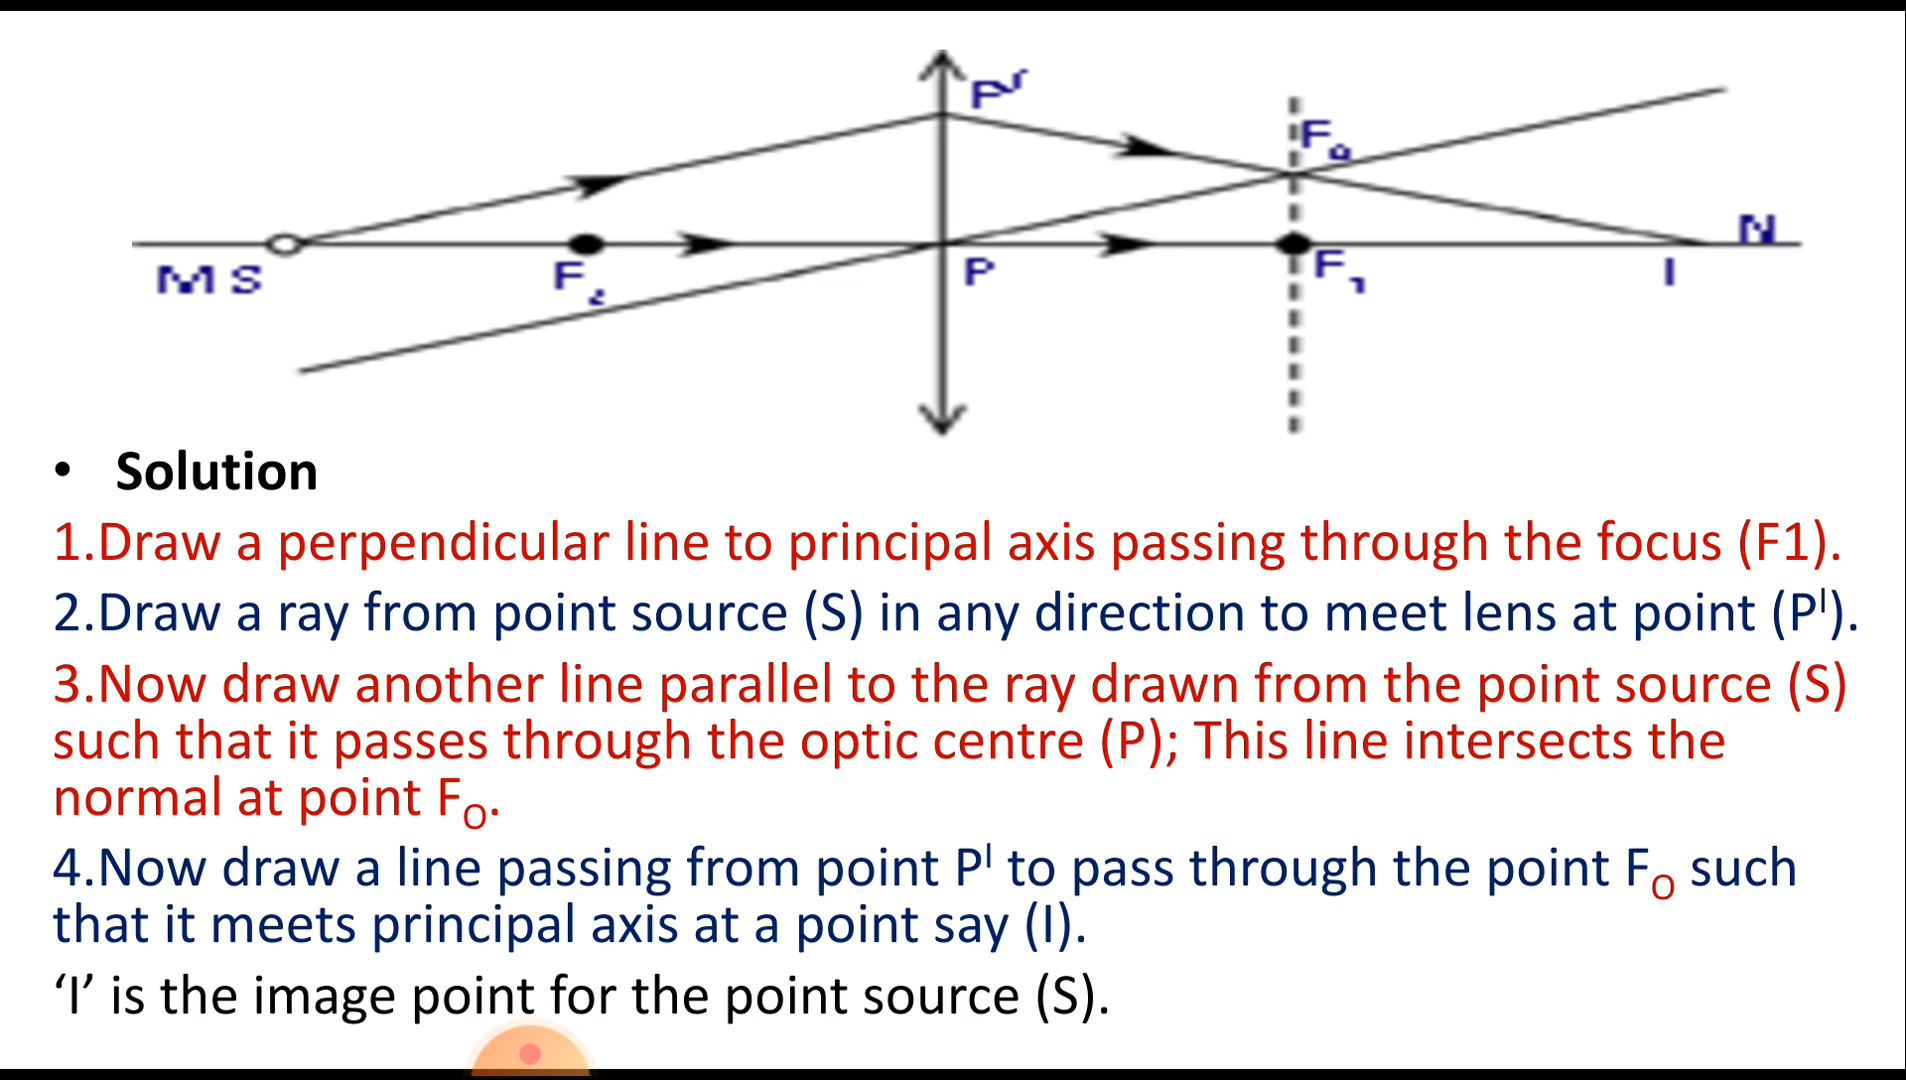 P'
F₀
N
M S
F₂
P
F₁
I
• Solution
1.Draw a perpendicular line to principal axis passing through the focus (F1).
2.Draw a ray from point source (S) in any direction to meet lens at point (Pᴵ).
3.Now draw another line parallel to the ray drawn from the point source (S)
such that it passes through the optic centre (P); This line intersects the
normal at point F_O.
4.Now draw a line passing from point Pᴵ to pass through the point F_O such
that it meets principal axis at a point say (I).
‘I’ is the image point for the point source (S).